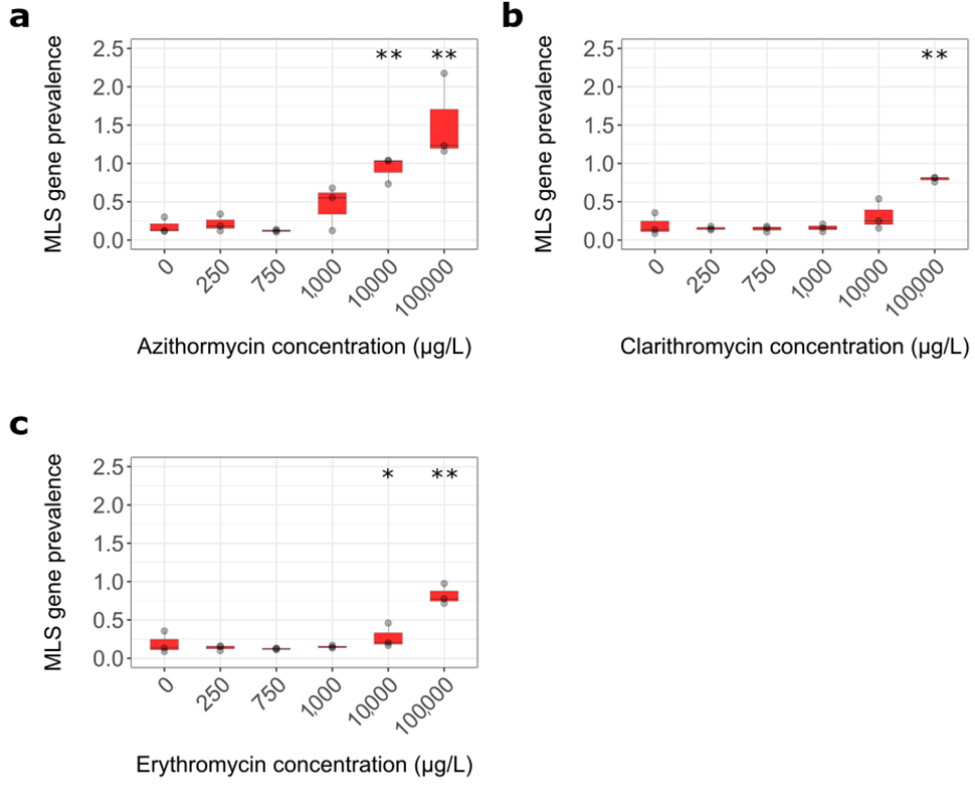 a
MLS gene prevalence
2.5
2.0
1.5
1.0
0.5
0.0
** **
0 250 750 1,000 10,000 100,000
Azithormycin concentration (µg/L)
b
MLS gene prevalence
2.5
2.0
1.5
1.0
0.5
0.0
**
0 250 750 1,000 10,000 100,000
Clarithromycin concentration (µg/L)
c
MLS gene prevalence
2.5
2.0
1.5
1.0
0.5
0.0
* **
0 250 750 1,000 10,000 100,000
Erythromycin concentration (µg/L)